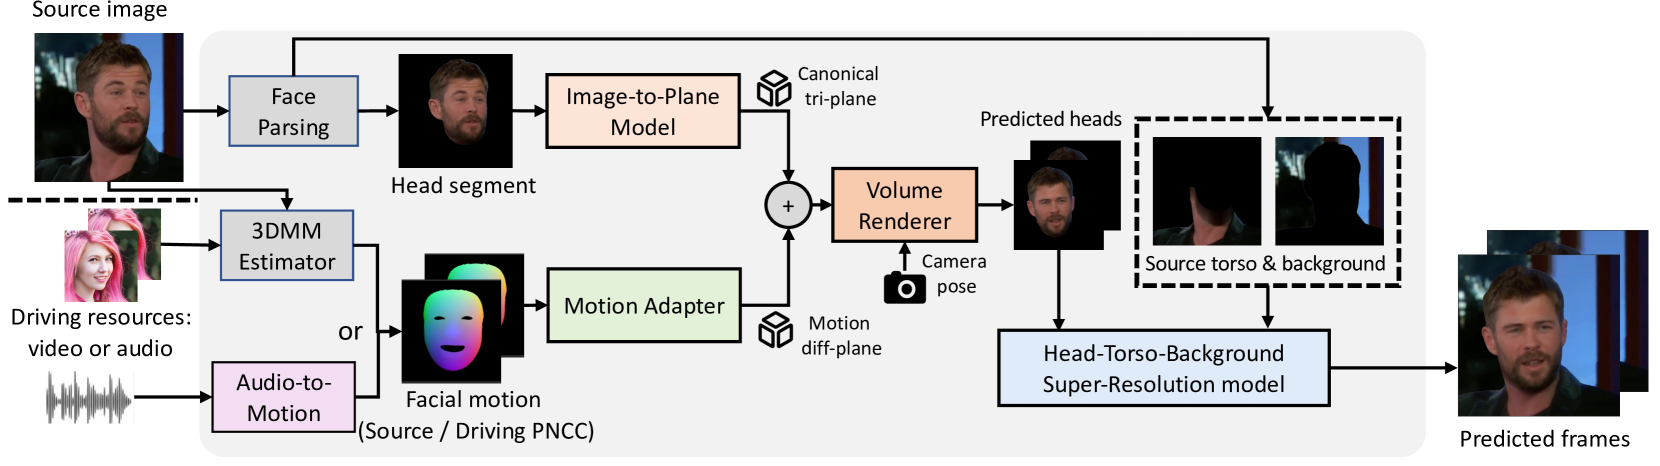 Source image
Face
Parsing
Head segment
Image-to-Plane
Model
Canonical
tri-plane
Predicted heads
Source torso & background
3DMM
Estimator
Driving resources:
video or audio
or
Audio-to-
Motion
Facial motion
(Source / Driving PNCC)
Motion Adapter
Motion
diff-plane
+
Volume
Renderer
Camera
pose
Head-Torso-Background
Super-Resolution model
Predicted frames